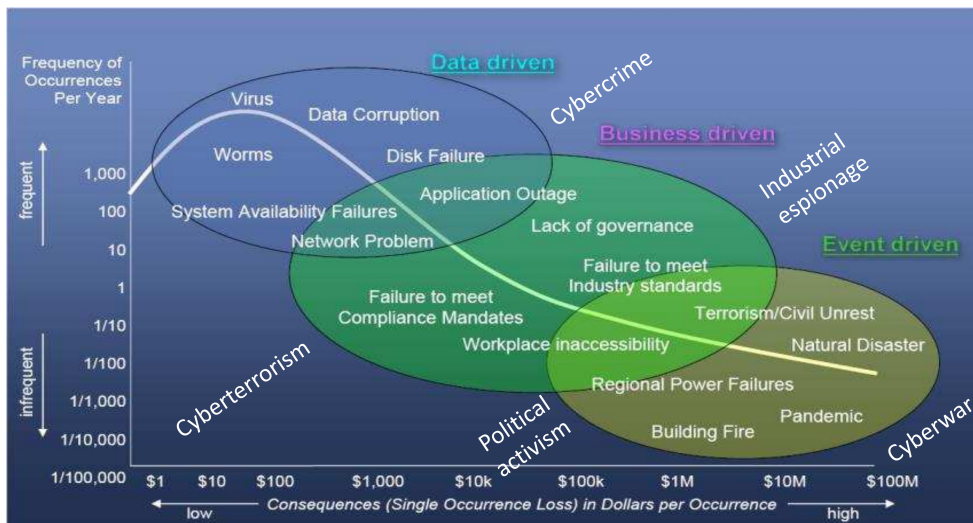 Frequency of
Occurrences
Per Year
Data driven
Cybercrime
Virus
Data Corruption
Business driven
Worms
Disk Failure
Industrial
espionage
frequent
1,000
Application Outage
100
System Availability Failures
Lack of governance
10
Network Problem
Event driven
1
Failure to meet
Industry standards
Failure to meet
Compliance Mandates
1/10
Terrorism/Civil Unrest
1/100
Workplace inaccessibility
Natural Disaster
infrequent
1/1,000
Regional Power Failures
Cyberterrorism
Political
activism
Pandemic
1/10,000
Building Fire
Cyberwar
1/100,000
$1 $10 $100 $1,000 $10k $100k $1M $10M $100M
Consequences (Single Occurrence Loss) in Dollars per Occurrence
low
high